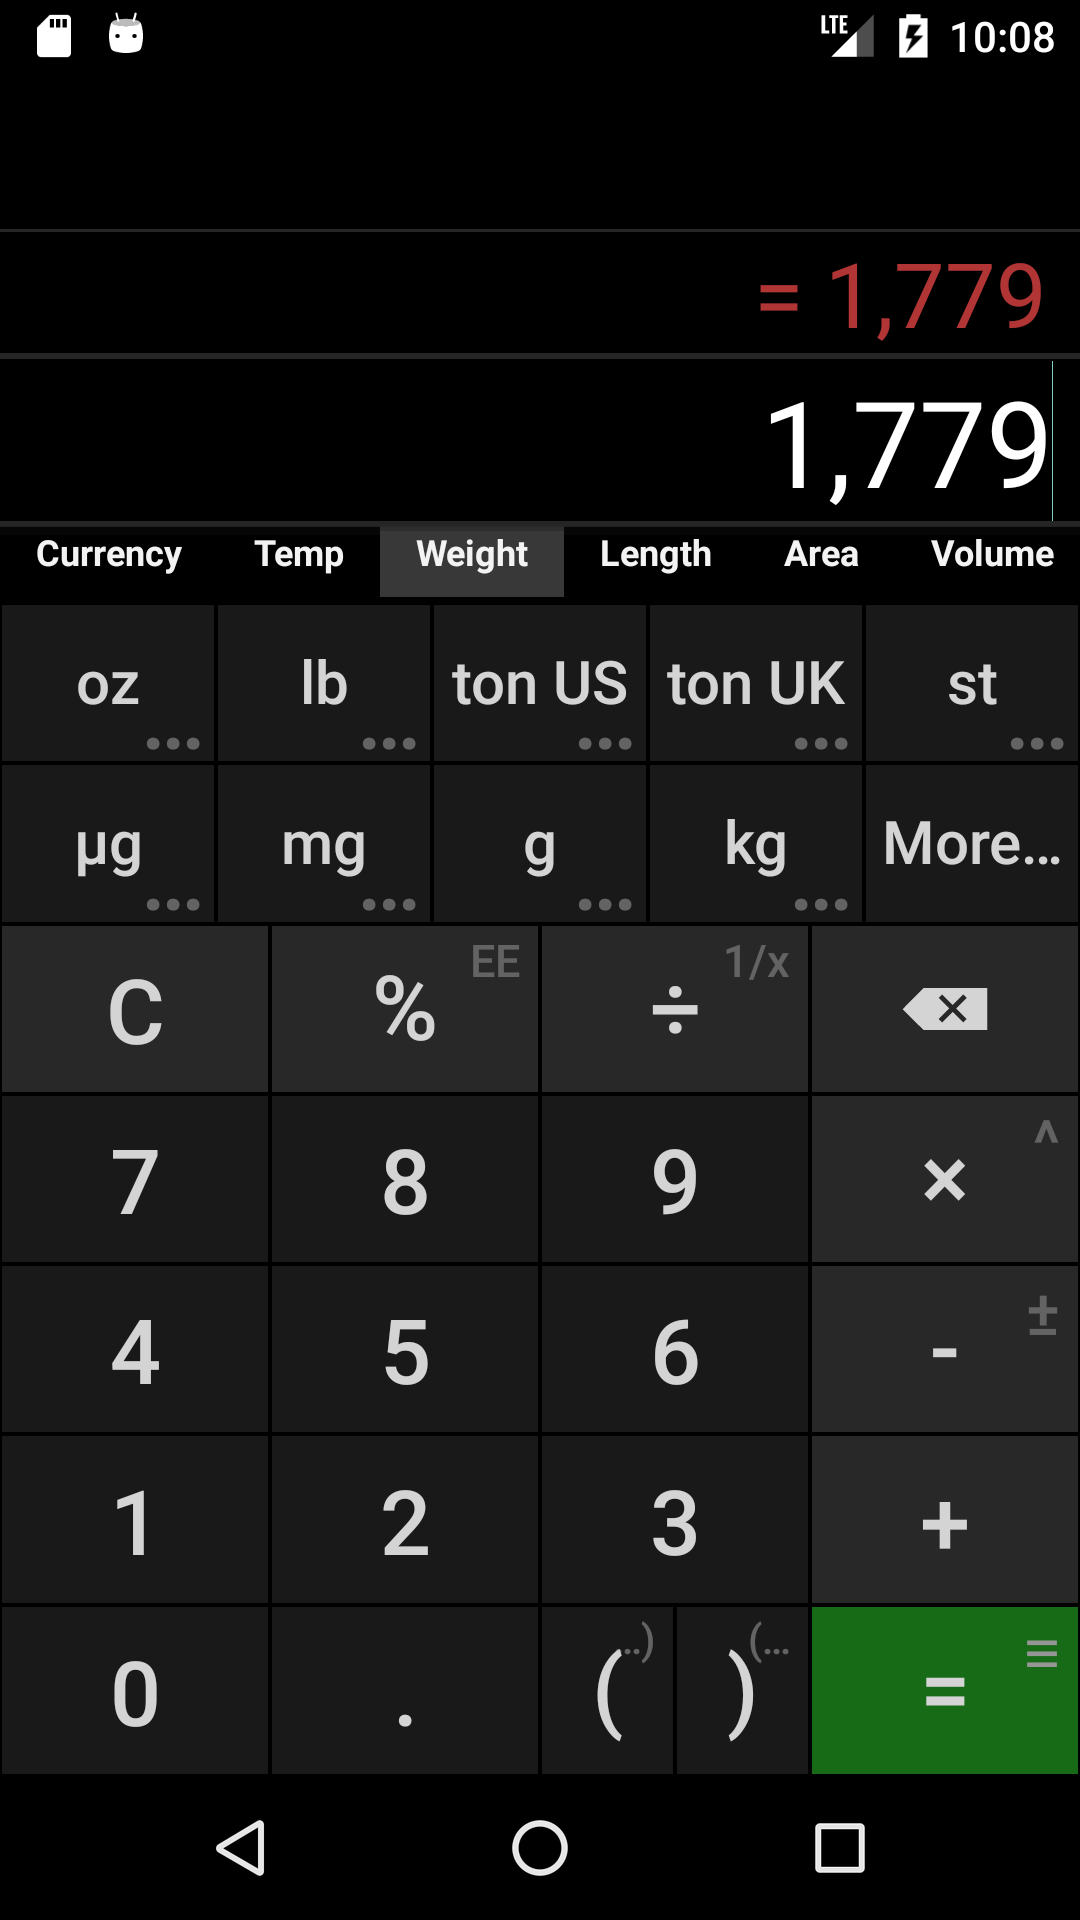 LTE 10:08
= 1,779
1,779
Currency Temp Weight Length Area Volume
oz lb ton US ton UK st
µg mg g kg More...
C % EE ÷ 1/x
7 8 9 × ^
4 5 6 - ±
1 2 3 +
0 . ( ..) ) (... =